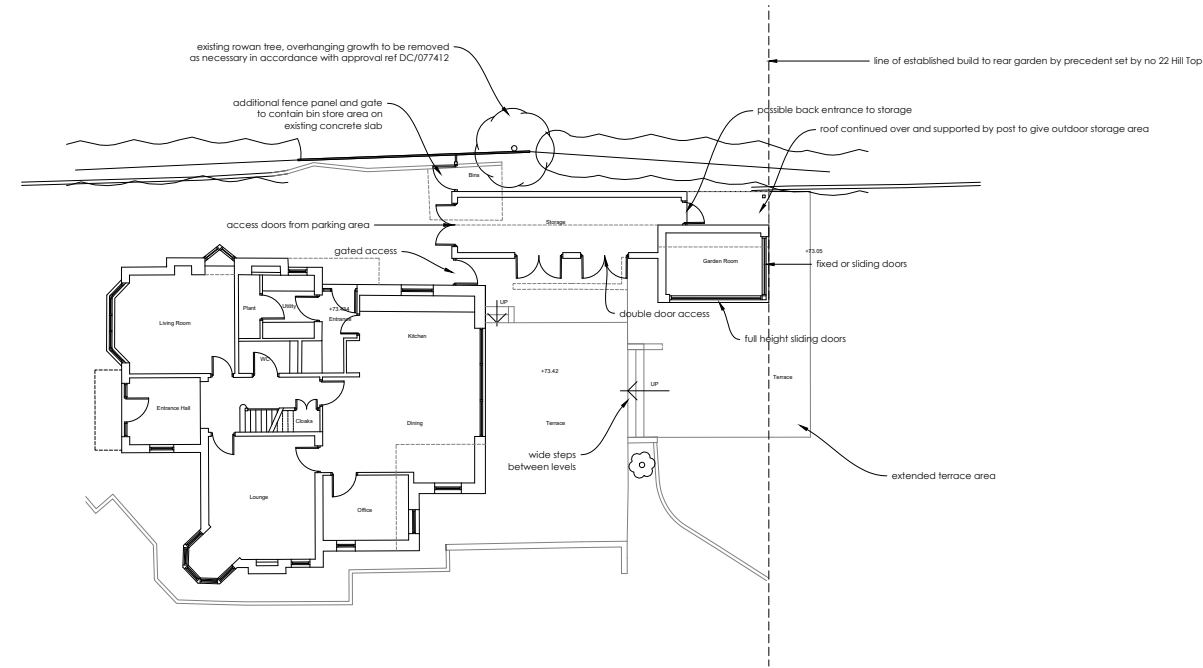 existing rowan tree, overhanging growth to be removed
as necessary in accordance with approval ref DC/077412
line of established build to rear garden by precedent set by no 22 Hill Top
additional fence panel and gate
to contain bin store area on
existing concrete slab
possible back entrance to storage
roof continued over and supported by post to give outdoor storage area
Bins
access doors from parking area
Storage
gated access
+73.05
Garden Room
fixed or sliding doors
Plant
Utility
UP
Entrance
double door access
Living Room
Kitchen
full height sliding doors
WC
+73.42
Terrace
UP
Entrance Hall
Cloaks
Dining
Terrace
wide steps
between levels
extended terrace area
Lounge
Office